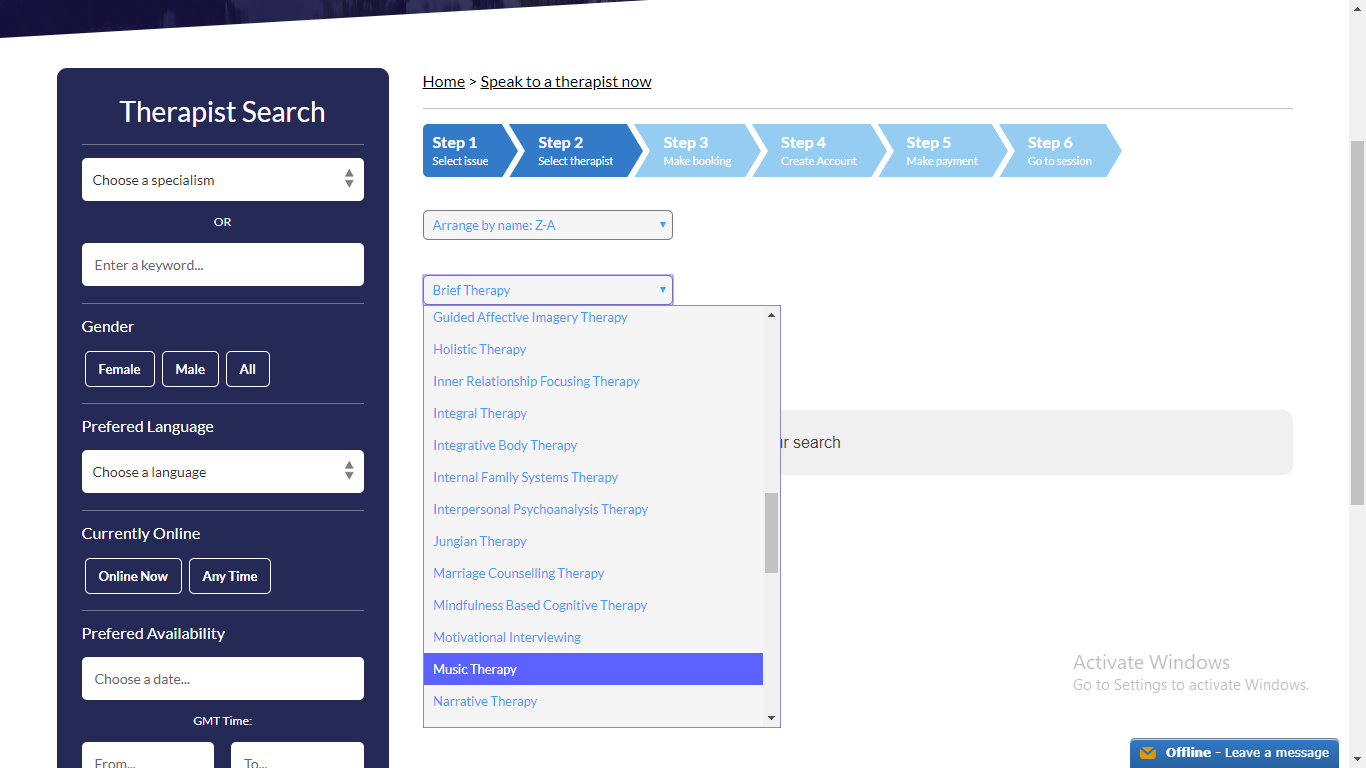 Therapist Search
Choose a specialism
OR
Enter a keyword...
Gender
Female
Male
All
Prefered Language
Choose a language
Currently Online
Online Now
Any Time
Prefered Availability
Choose a date...
GMT Time:
From...
To...
Home > Speak to a therapist now
Step 1
Select issue
Step 2
Select therapist
Step 3
Make booking
Step 4
Create Account
Step 5
Make payment
Step 6
Go to session
Arrange by name: Z-A
Brief Therapy
Guided Affective Imagery Therapy
Holistic Therapy
Inner Relationship Focusing Therapy
Integral Therapy
Integrative Body Therapy
Internal Family Systems Therapy
Interpersonal Psychoanalysis Therapy
Jungian Therapy
Marriage Counselling Therapy
Mindfulness Based Cognitive Therapy
Motivational Interviewing
Music Therapy
Narrative Therapy
search
Activate Windows
Go to Settings to activate Windows.
Offline - Leave a message